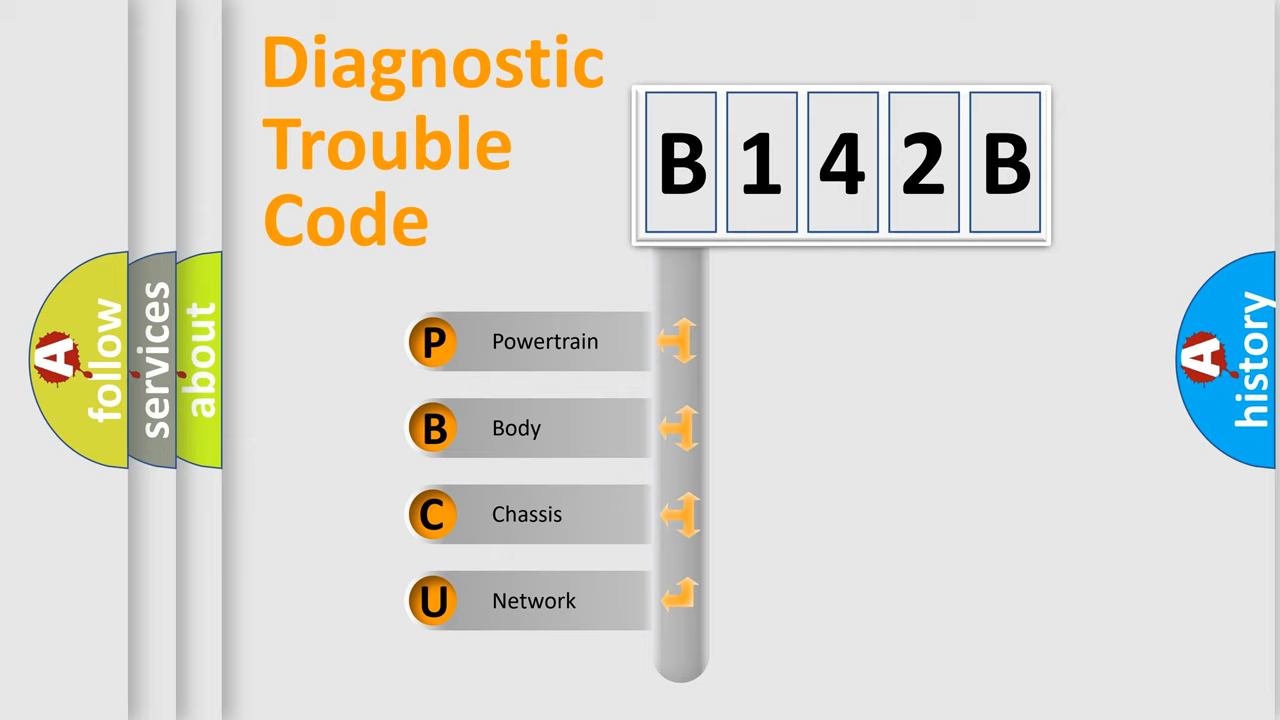 Diagnostic
Trouble
Code
B 1 4 2 B
P Powertrain
B Body
C Chassis
U Network
A follow
services
about
A history